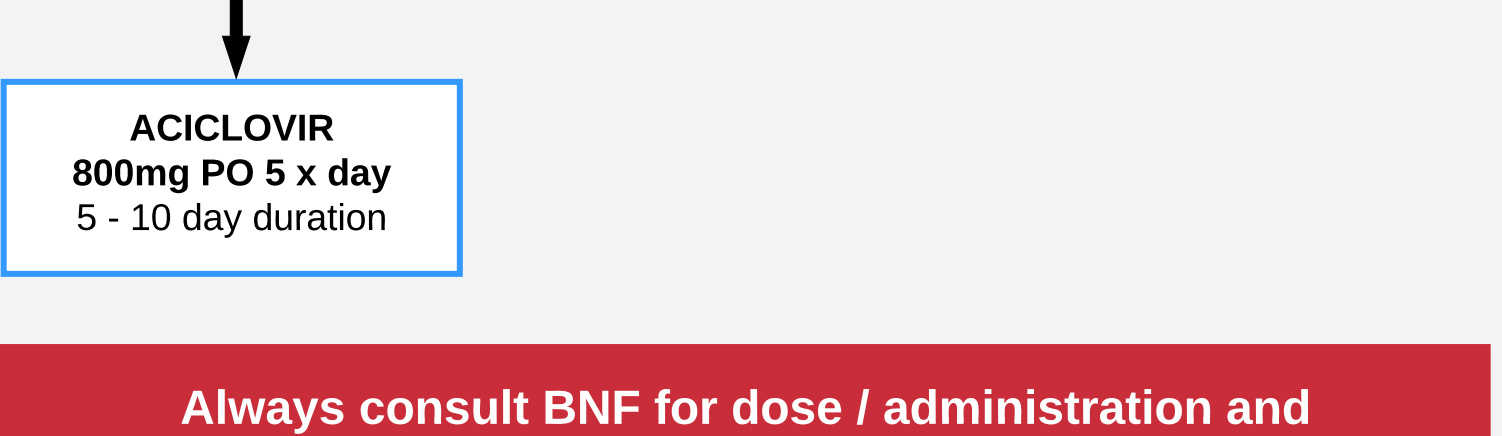 ACICLOVIR
800mg PO 5 x day
5 - 10 day duration
Always consult BNF for dose / administration and